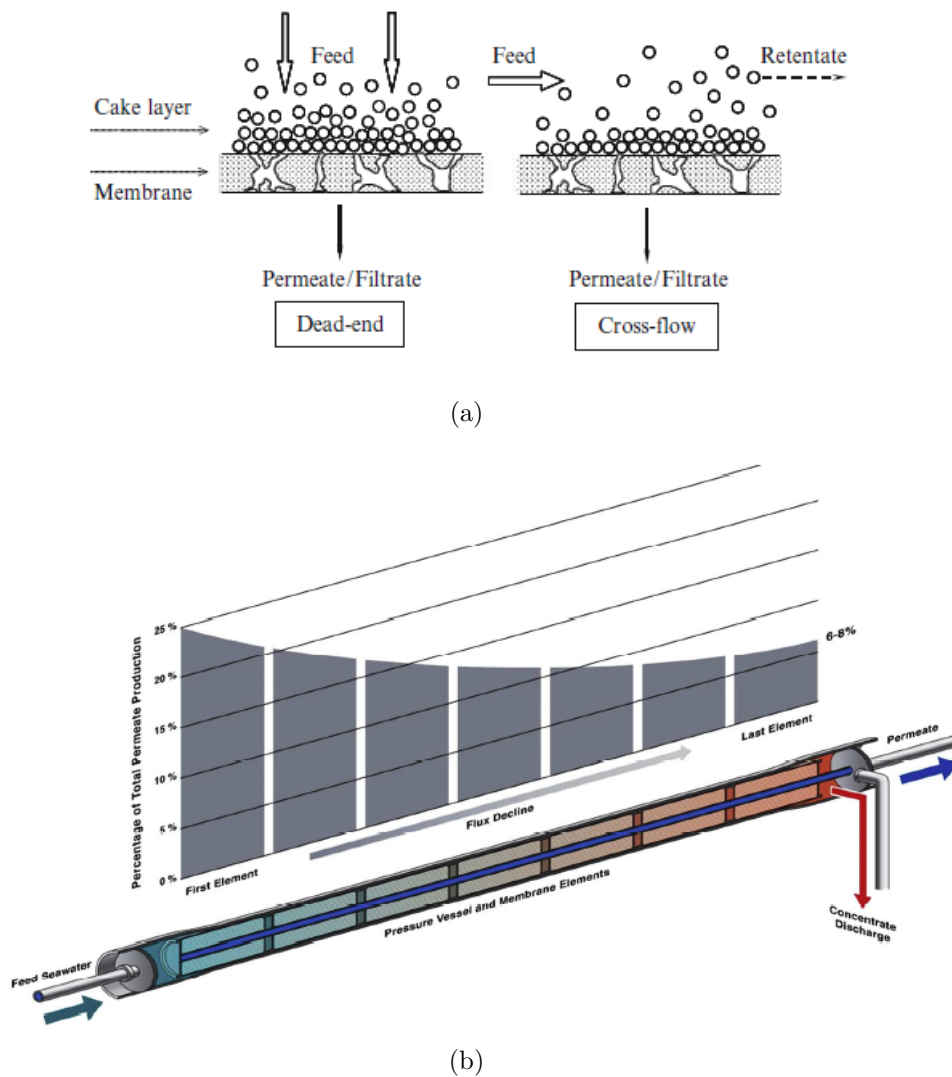 Feed
Feed
Retentate
Cake layer
Membrane
Permeate/Filtrate
Permeate/Filtrate
Dead-end
Cross-flow
(a)
Percentage of Total Permeate Production
25 %
20 %
15 %
10 %
5 %
0 %
6-8%
First Element
Flux Decline
Last Element
Pressure Vessel and Membrane Elements
Permeate
Feed Seawater
Concentrate
Discharge
(b)